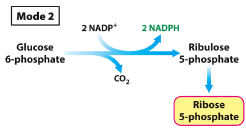 Mode 2
2 NADP⁺
2 NADPH
Glucose
6-phosphate
Ribulose
5-phosphate
CO₂
Ribose
5-phosphate